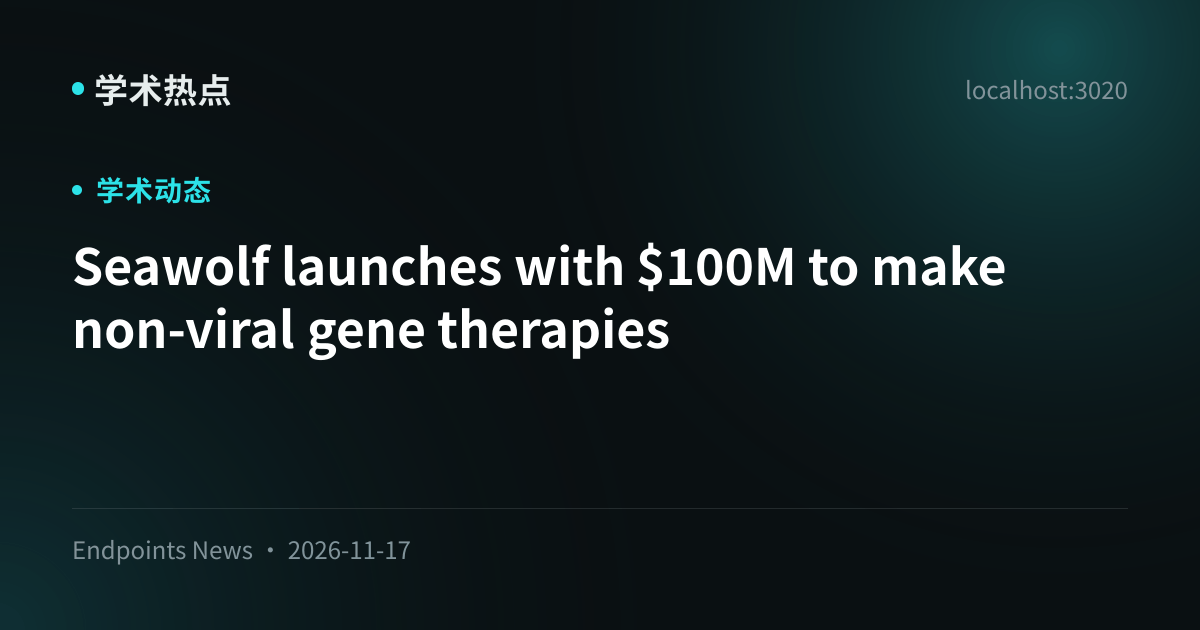 学术热点
localhost:3020
学术动态
Seawolf launches with $100M to make
non-viral gene therapies
Endpoints News · 2026-11-17